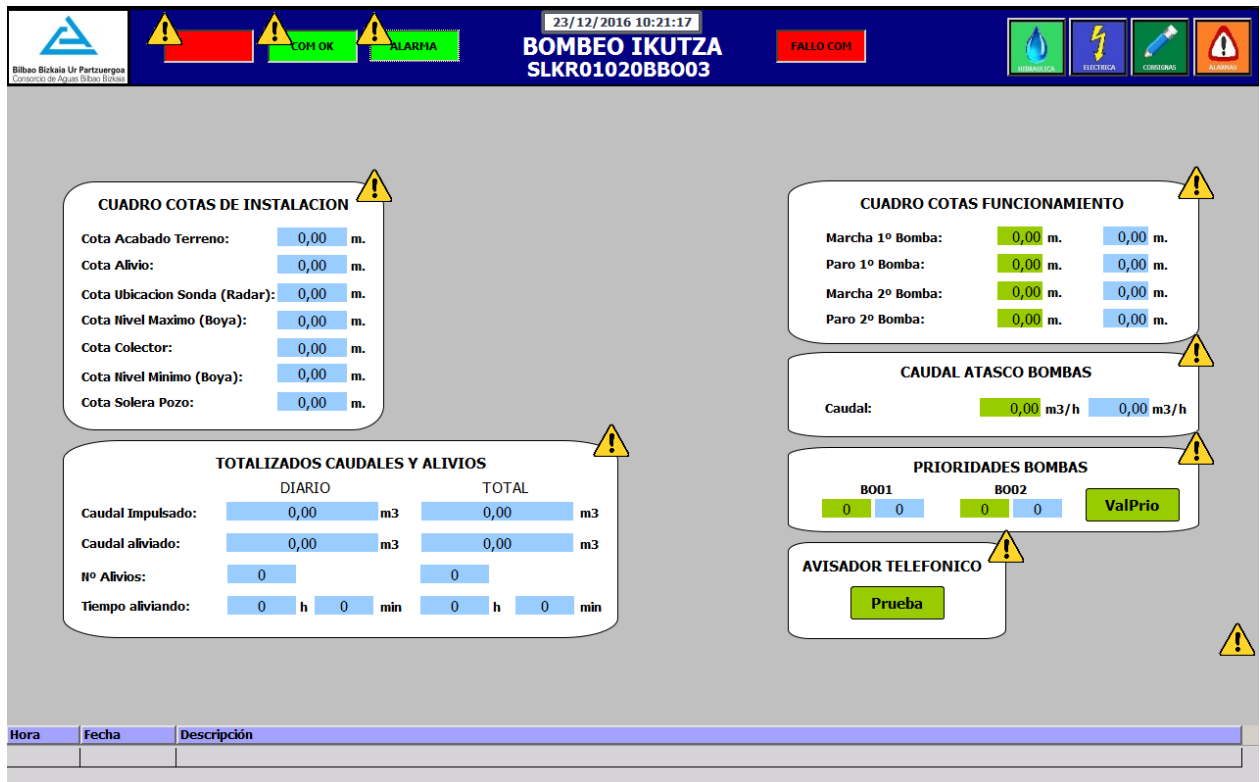 Bilbao Bizkaia Ur Partzuergoa
Consorcio de Aguas Bilbao Bizkaia
COM OK
ALARMA
23/12/2016 10:21:17
BOMBEO IKUTZA
SLKR01020BBO03
FALLO COM
HIDRAULICA
ELECTRICA
CONSIGNAS
ALARMAS
CUADRO COTAS DE INSTALACION
Cota Acabado Terreno: 0,00 m.
Cota Alivio: 0,00 m.
Cota Ubicacion Sonda (Radar): 0,00 m.
Cota Nivel Maximo (Boya): 0,00 m.
Cota Colector: 0,00 m.
Cota Nivel Minimo (Boya): 0,00 m.
Cota Solera Pozo: 0,00 m.
TOTALIZADOS CAUDALES Y ALIVIOS
DIARIO TOTAL
Caudal Impulsado: 0,00 m3 0,00 m3
Caudal aliviado: 0,00 m3 0,00 m3
Nº Alivios: 0 0
Tiempo aliviando: 0 h 0 min 0 h 0 min
CUADRO COTAS FUNCIONAMIENTO
Marcha 1º Bomba: 0,00 m. 0,00 m.
Paro 1º Bomba: 0,00 m. 0,00 m.
Marcha 2º Bomba: 0,00 m. 0,00 m.
Paro 2º Bomba: 0,00 m. 0,00 m.
CAUDAL ATASCO BOMBAS
Caudal: 0,00 m3/h 0,00 m3/h
PRIORIDADES BOMBAS
BO01 BO02
0 0 0 0 ValPrio
AVISADOR TELEFONICO
Prueba
Hora Fecha Descripción